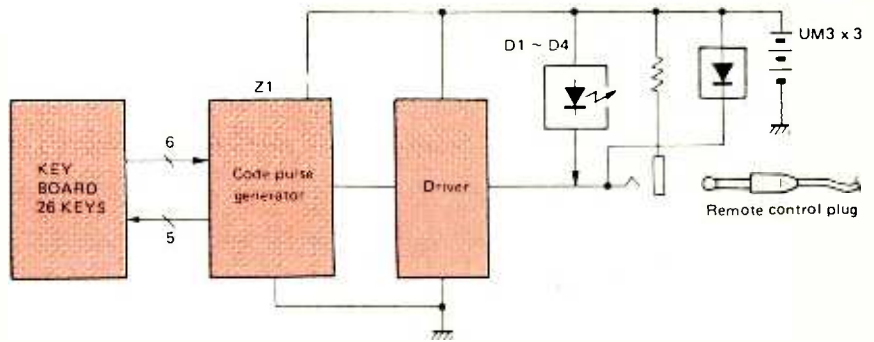 UM3 x 3
D1 ~ D4
Z1
6
KEY
BOARD
26 KEYS
Code pulse
generator
Driver
5
Remote control plug